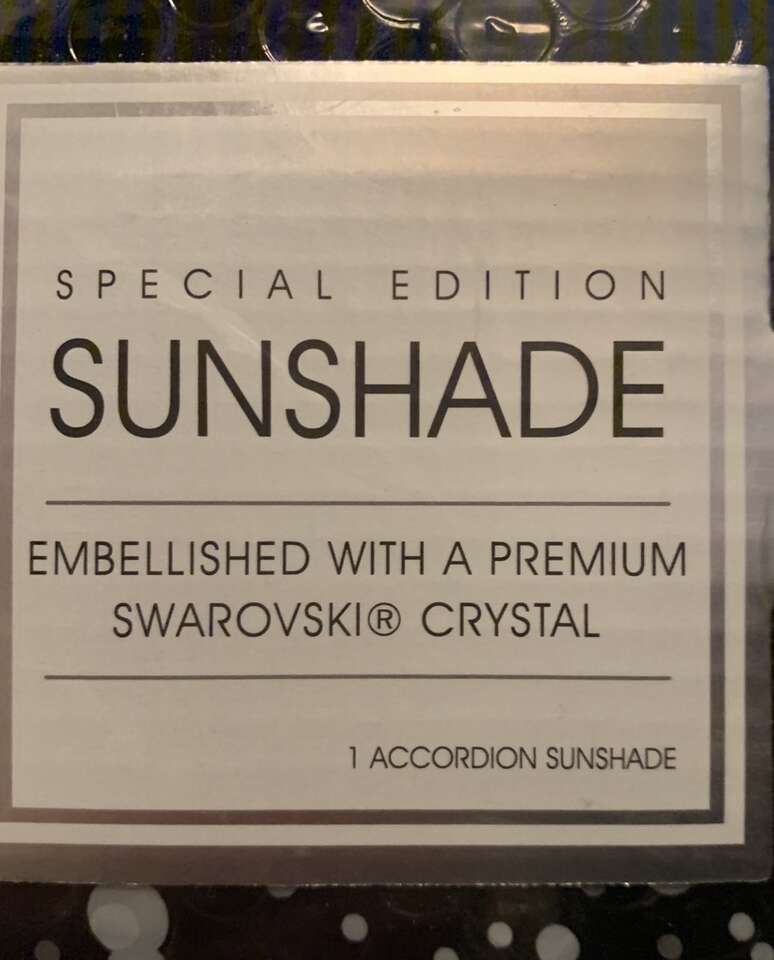 SPECIAL EDITION
SUNSHADE
EMBELLISHED WITH A PREMIUM
SWAROVSKI® CRYSTAL
1 ACCORDION SUNSHADE